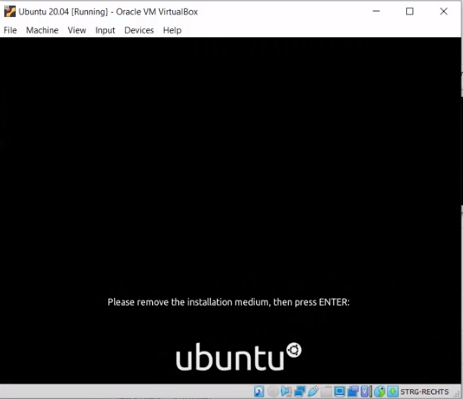 Ubuntu 20.04 [Running] - Oracle VM VirtualBox
File Machine View Input Devices Help
Please remove the installation medium, then press ENTER:
ubuntu
STRG-RECHTS